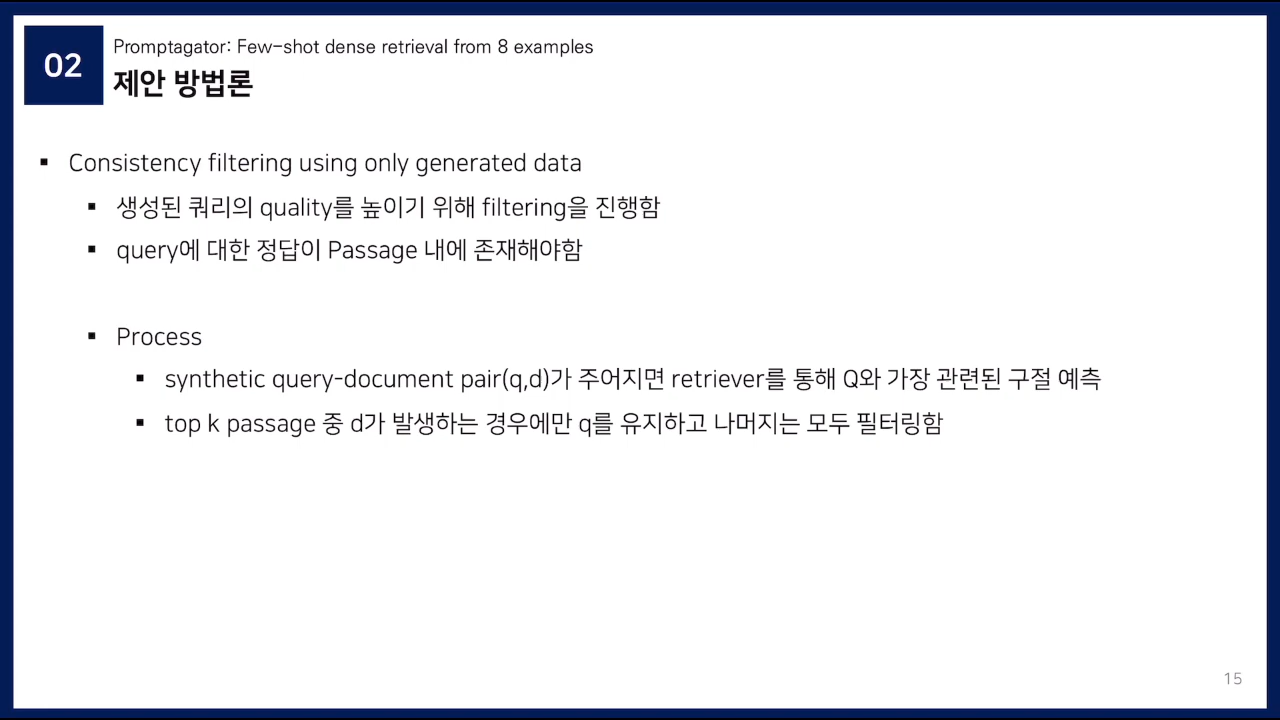 02
Promptagator: Few-shot dense retrieval from 8 examples
제안 방법론
▪ Consistency filtering using only generated data
▪ 생성된 쿼리의 quality를 높이기 위해 filtering을 진행함
▪ query에 대한 정답이 Passage 내에 존재해야함
▪ Process
▪ synthetic query-document pair(q,d)가 주어지면 retriever를 통해 Q와 가장 관련된 구절 예측
▪ top k passage 중 d가 발생하는 경우에만 q를 유지하고 나머지는 모두 필터링함
15